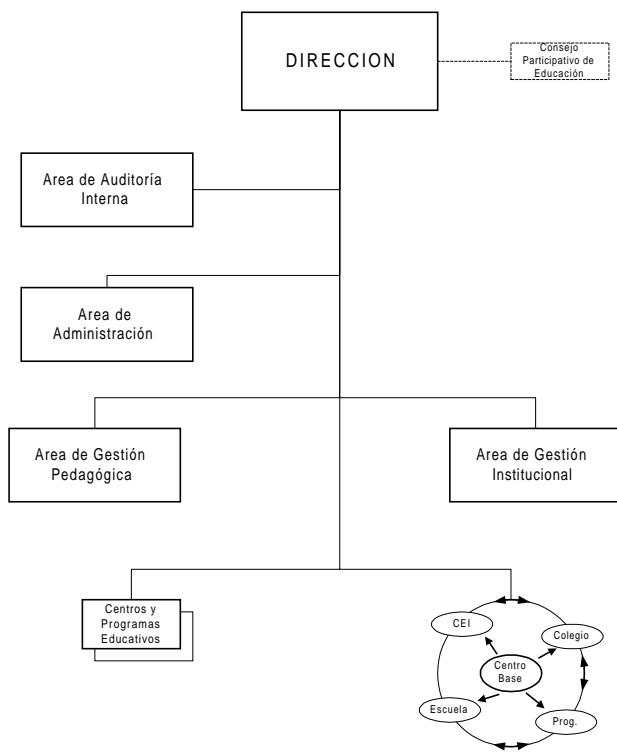 DIRECCION
Consejo
Participativo de
Educación
Area de Auditoría
Interna
Area de
Administración
Area de Gestión
Pedagógica
Area de Gestión
Institucional
Centros y
Programas
Educativos
CEI
Colegio
Centro
Base
Escuela
Prog.